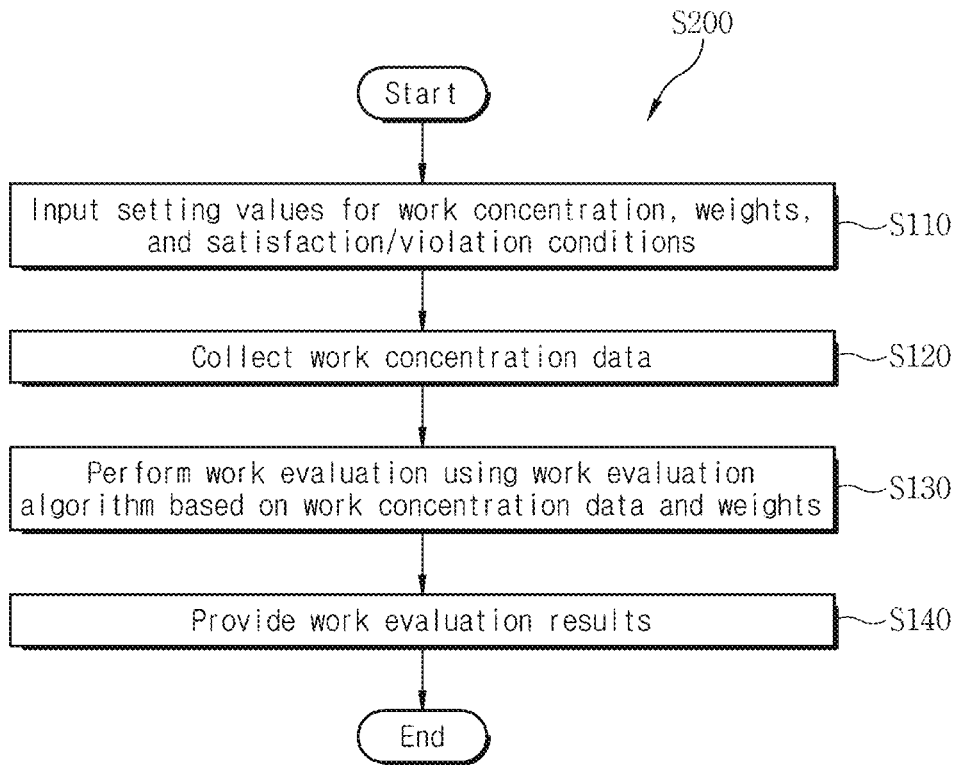 S200
Start
Input setting values for work concentration, weights,
and satisfaction/violation conditions
S110
Collect work concentration data
S120
Perform work evaluation using work evaluation
algorithm based on work concentration data and weights
S130
Provide work evaluation results
S140
End